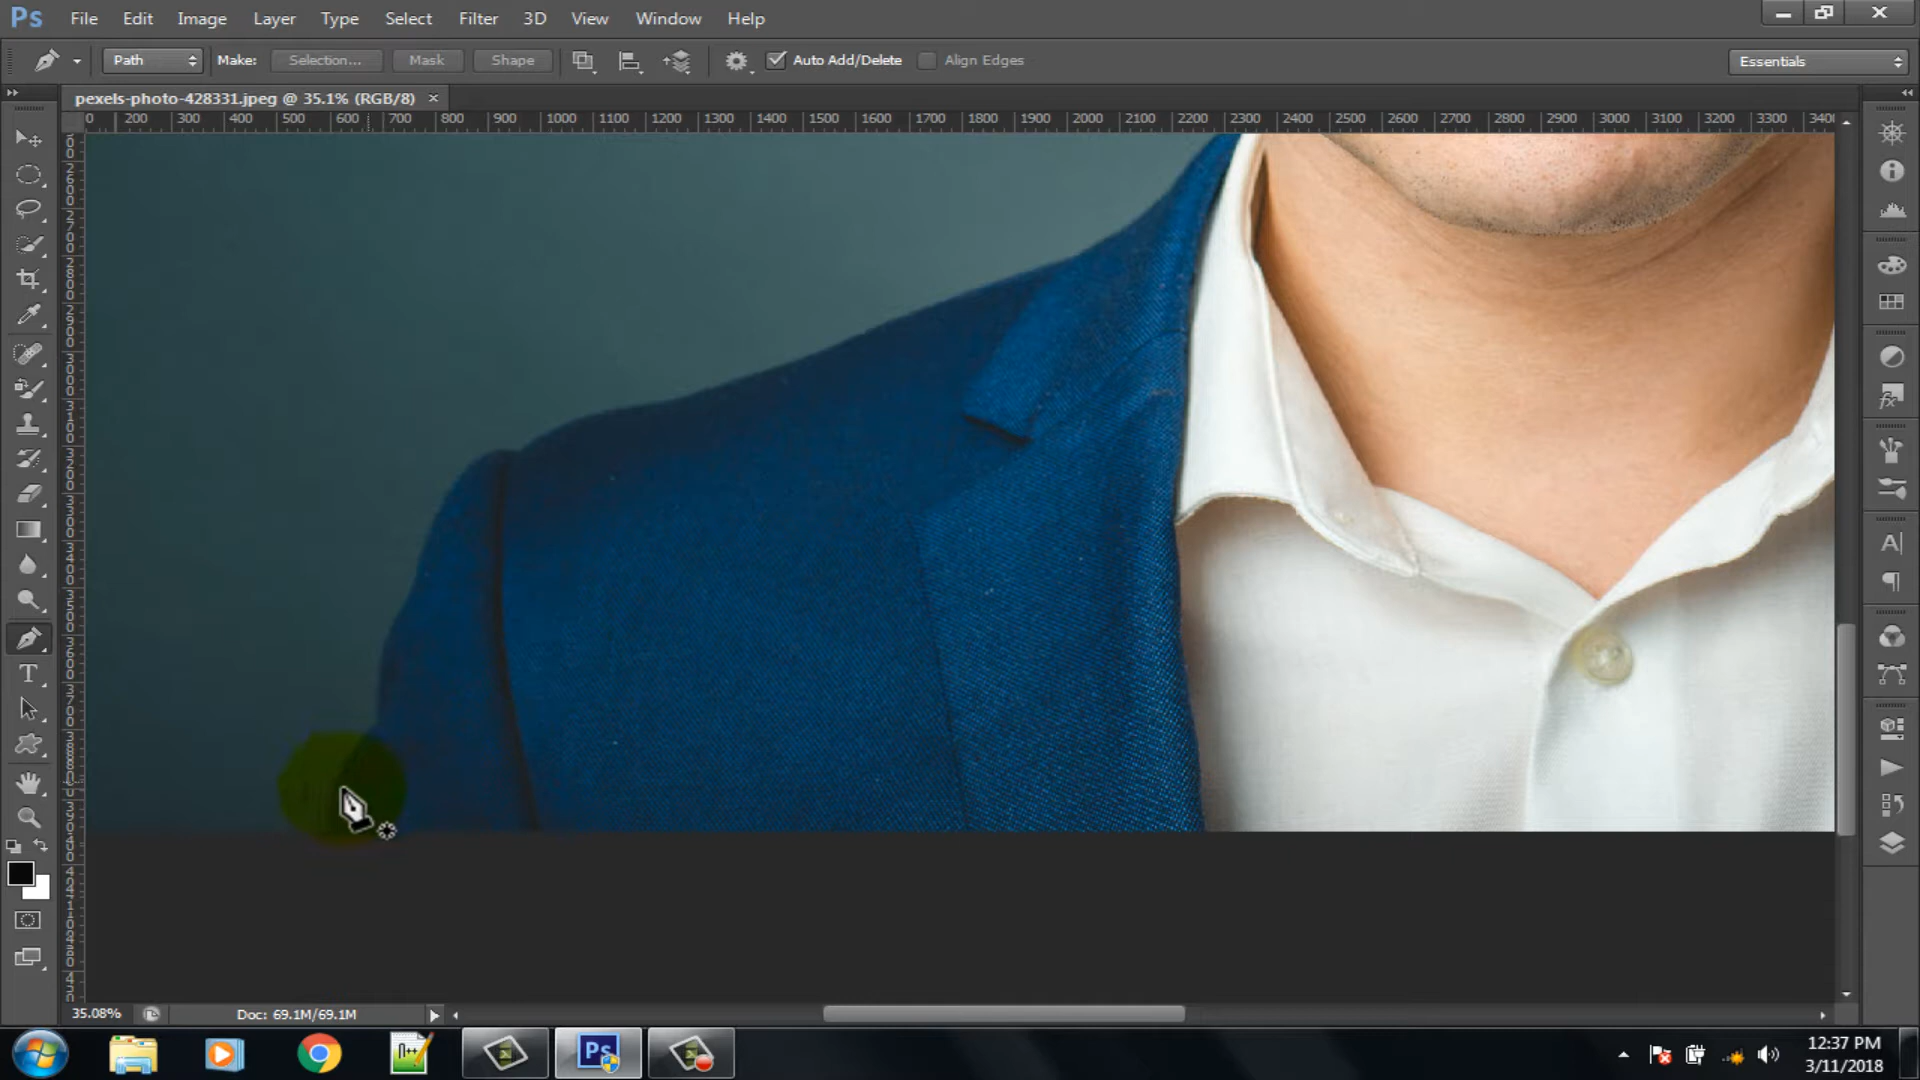 Ps File Edit Image Layer Type Select Filter 3D View Window Help
Path Make: Selection... Mask Shape Auto Add/Delete Align Edges Essentials
pexels-photo-428331.jpeg @ 35.1% (RGB/8) ×
0 200 300 400 500 600 700 800 900 1000 1100 1200 1300 1400 1500 1600 1700 1800 1900 2000 2100 2200 2300 2400 2500 2600 2700 2800 2900 3000 3100 3200 3300 340
35.08% Doc: 69.1M/69.1M
Ps
12:37 PM
3/11/2018